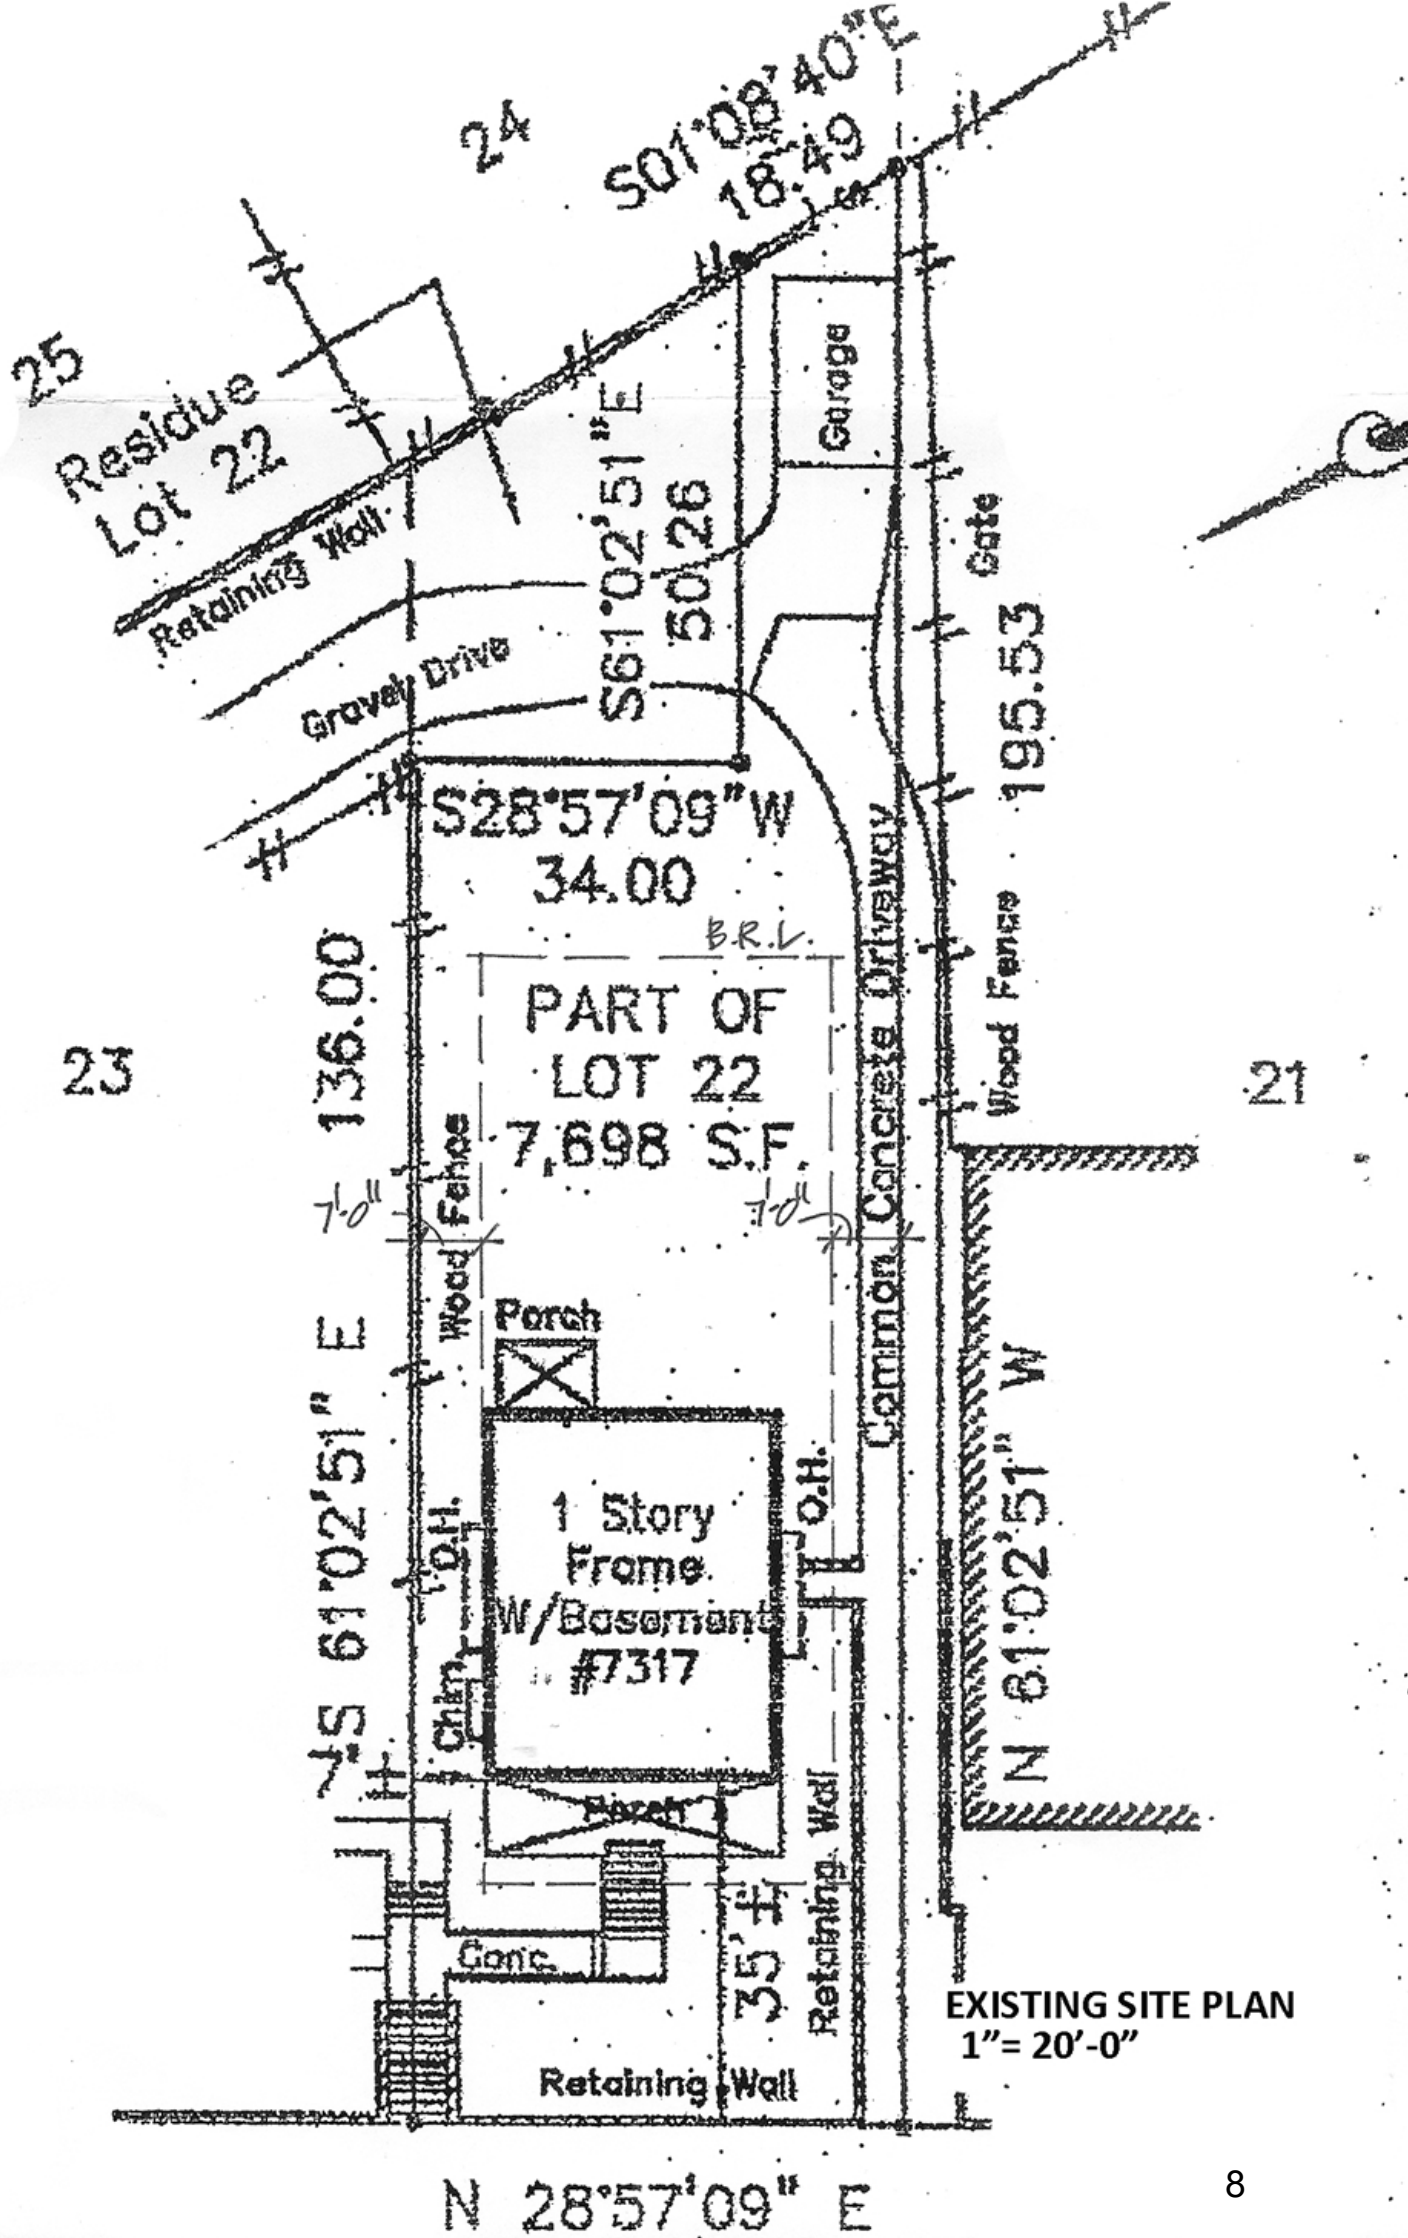 24
S01°08'40"E
18.49
25
Residue
Lot 22
Retaining Wall
Garage
S61°02'51"E
50.26
Gate
Gravel Drive
S28°57'09"W
34.00
195.53
Wood Fence
B.R.L.
PART OF
LOT 22
7,698 S.F.
136.00
23
21
Common Concrete Driveway
7'-0"
7'-0"
Wood Fence
Porch
S 61°02'51" E
O.H.
O.H.
1 Story
Frame
W/Basement
#7317
Chim.
N 61°02'51" W
Porch
35' ±
Retaining Wall
Conc.
EXISTING SITE PLAN
1"= 20'-0"
Retaining Wall
N 28°57'09" E
8